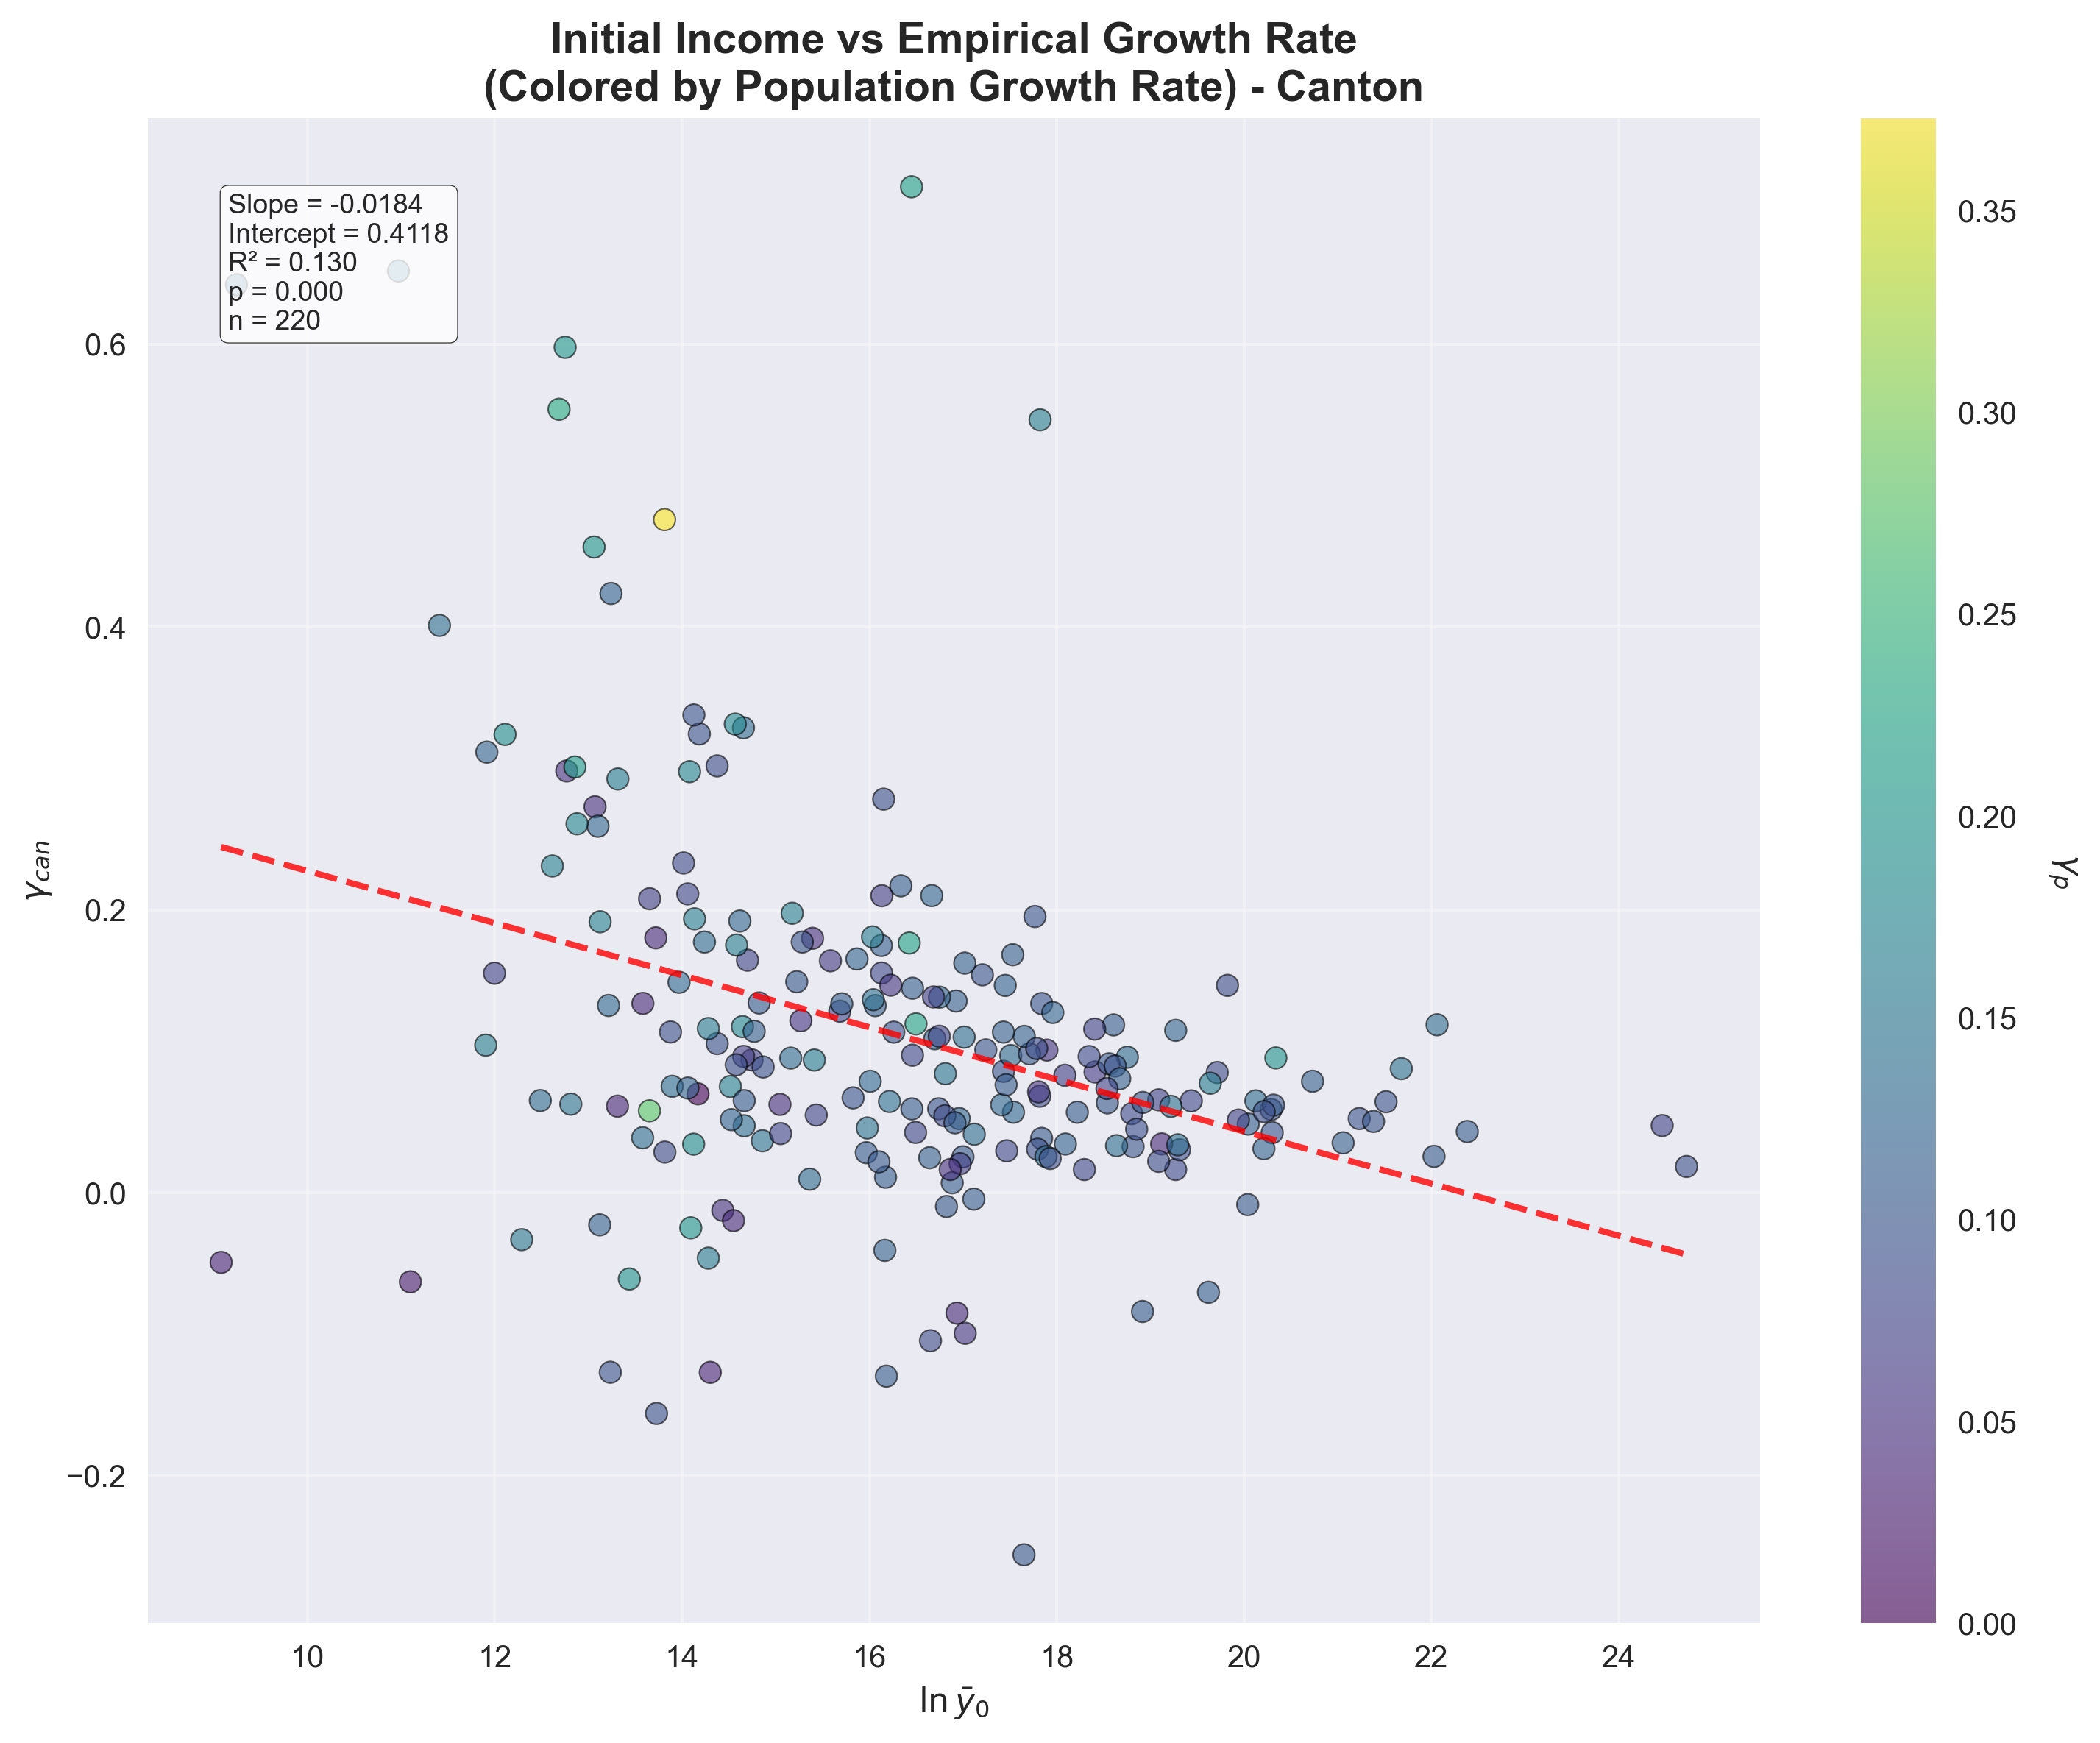 Initial Income vs Empirical Growth Rate
(Colored by Population Growth Rate) - Canton
Slope = -0.0184
Intercept = 0.4118
R² = 0.130
p = 0.000
n = 220
0.6
0.4
0.2
0.0
−0.2
γcan
10 12 14 16 18 20 22 24
ln ȳ₀
0.35
0.30
0.25
0.20
0.15
0.10
0.05
0.00
γp